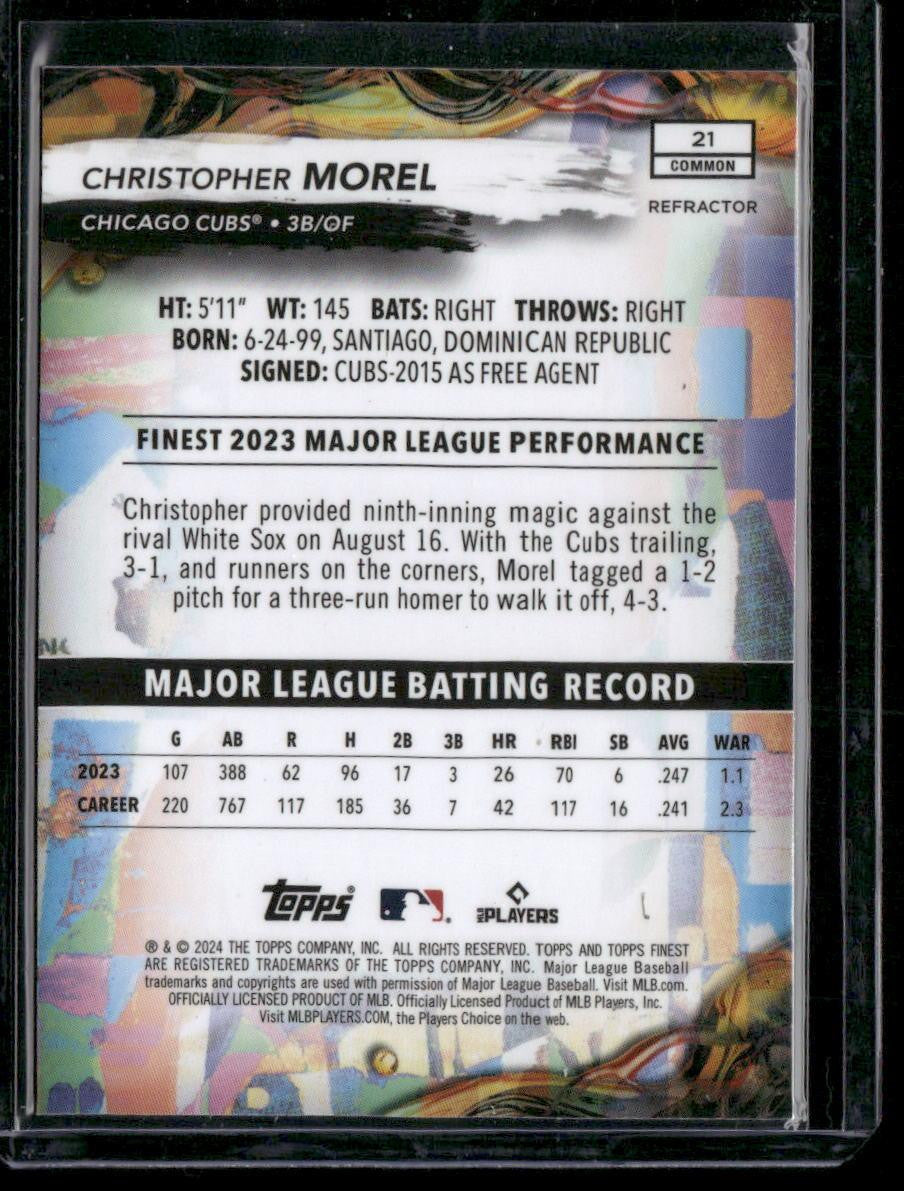 21
COMMON
REFRACTOR
CHRISTOPHER MOREL
CHICAGO CUBS® • 3B/OF
HT: 5'11" WT: 145 BATS: RIGHT THROWS: RIGHT
BORN: 6-24-99, SANTIAGO, DOMINICAN REPUBLIC
SIGNED: CUBS-2015 AS FREE AGENT
FINEST 2023 MAJOR LEAGUE PERFORMANCE
Christopher provided ninth-inning magic against the
rival White Sox on August 16. With the Cubs trailing,
3-1, and runners on the corners, Morel tagged a 1-2
pitch for a three-run homer to walk it off, 4-3.
MAJOR LEAGUE BATTING RECORD
G AB R H 2B 3B HR RBI SB AVG WAR
2023 107 388 62 96 17 3 26 70 6 .247 1.1
CAREER 220 767 117 185 36 7 42 117 16 .241 2.3
Topps® MLB PLAYERS
® & © 2024 THE TOPPS COMPANY, INC. ALL RIGHTS RESERVED. TOPPS AND TOPPS FINEST
ARE REGISTERED TRADEMARKS OF THE TOPPS COMPANY, INC. Major League Baseball
trademarks and copyrights are used with permission of Major League Baseball. Visit MLB.com.
OFFICIALLY LICENSED PRODUCT OF MLB. Officially Licensed Product of MLB Players, Inc.
Visit MLBPLAYERS.COM, the Players Choice on the web.